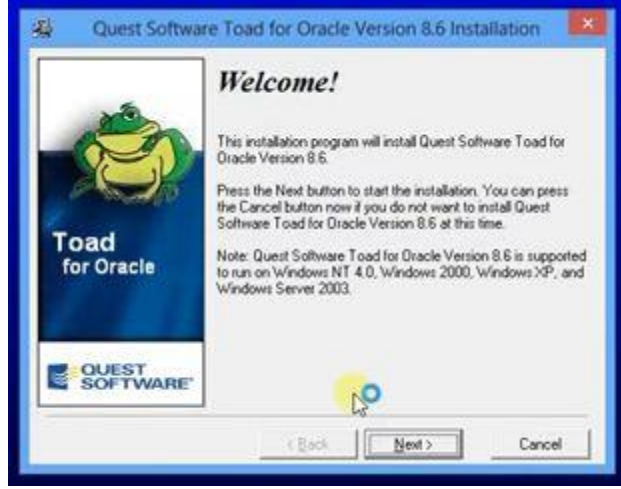 Quest Software Toad for Oracle Version 8.6 Installation
Welcome!
This installation program will install Quest Software Toad for
Oracle Version 8.6.
Press the Next button to start the installation. You can press
the Cancel button now if you do not want to install Quest
Software Toad for Oracle Version 8.6 at this time.
Note: Quest Software Toad for Oracle Version 8.6 is supported
to run on Windows NT 4.0, Windows 2000, Windows XP, and
Windows Server 2003.
Toad
for Oracle
QUEST
SOFTWARE
< Back
Next >
Cancel